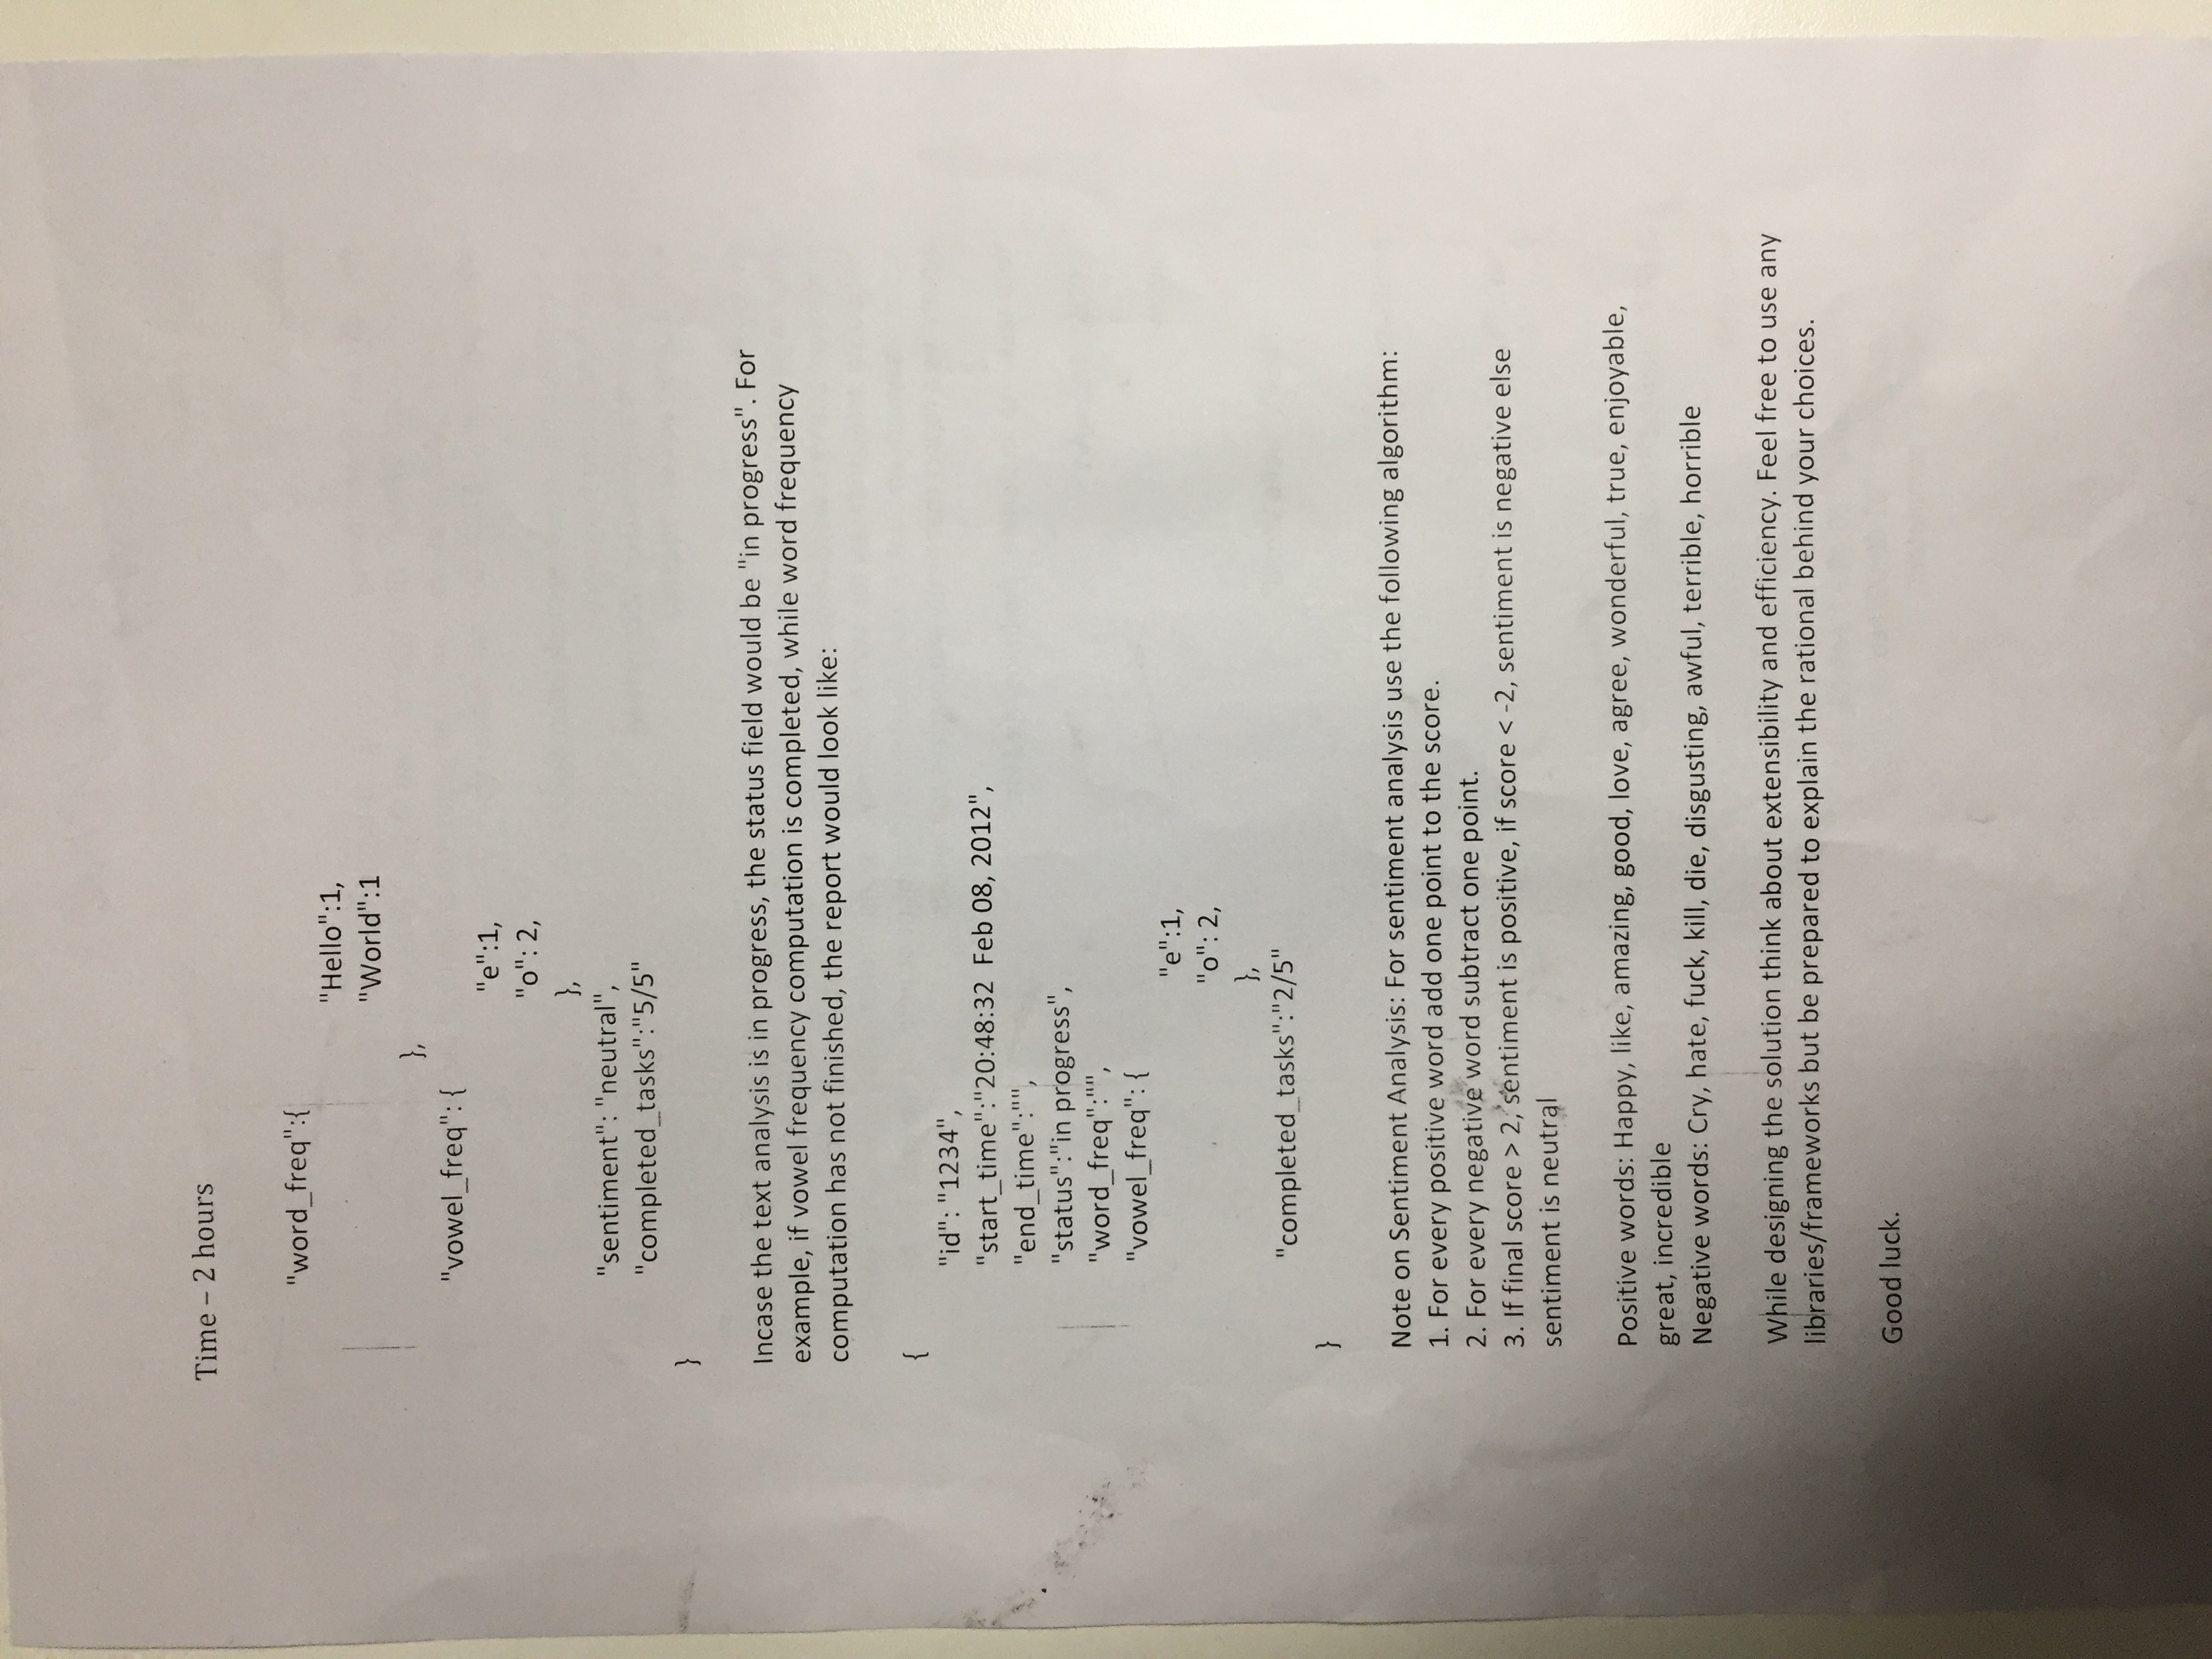 Time – 2 hours
"word_freq":{
"Hello":1,
"World":1
},
"vowel_freq": {
"e":1,
"o": 2,
},
"sentiment": "neutral",
"completed_tasks":"5/5"
}
Incase the text analysis is in progress, the status field would be "in progress". For
example, if vowel frequency computation is completed, while word frequency
computation has not finished, the report would look like:
{
"id": "1234",
"start_time":"20:48:32  Feb 08, 2012",
"end_time":"",
"status":"in progress",
"word_freq":"",
"vowel_freq": {
"e":1,
"o": 2,
},
"completed_tasks":"2/5"
}
Note on Sentiment Analysis: For sentiment analysis use the following algorithm:
1. For every positive word add one point to the score.
2. For every negative word subtract one point.
3. If final score > 2, sentiment is positive, if score < -2, sentiment is negative else
sentiment is neutral
Positive words: Happy, like, amazing, good, love, agree, wonderful, true, enjoyable,
great, incredible
Negative words: Cry, hate, fuck, kill, die, disgusting, awful, terrible, horrible
While designing the solution think about extensibility and efficiency. Feel free to use any
libraries/frameworks but be prepared to explain the rational behind your choices.
Good luck.